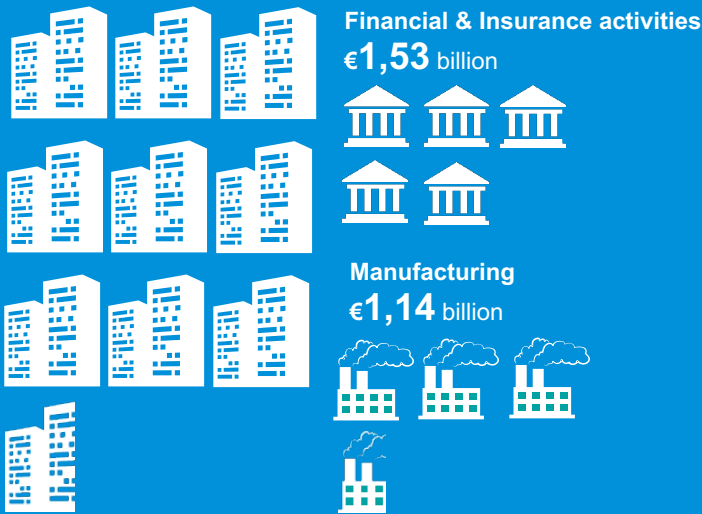 Financial & Insurance activities
€1,53 billion
Manufacturing
€1,14 billion